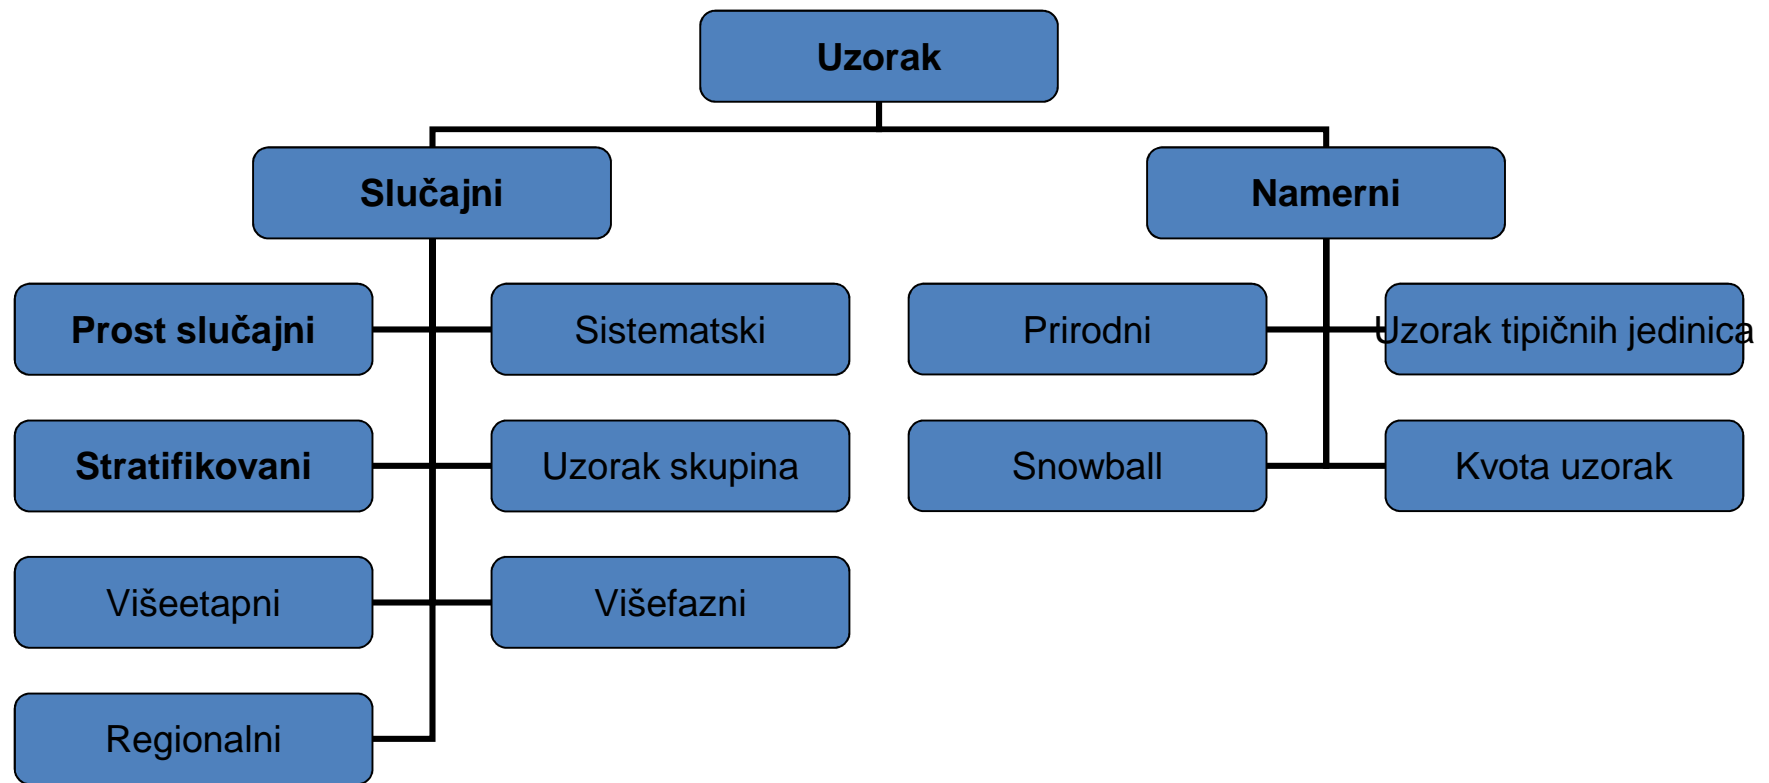 Uzorak
Slučajni
Namerni
Prost slučajni
Sistematski
Prirodni
Uzorak tipičnih jedinica
Stratifikovani
Uzorak skupina
Snowball
Kvota uzorak
Višeetapni
Višefazni
Regionalni